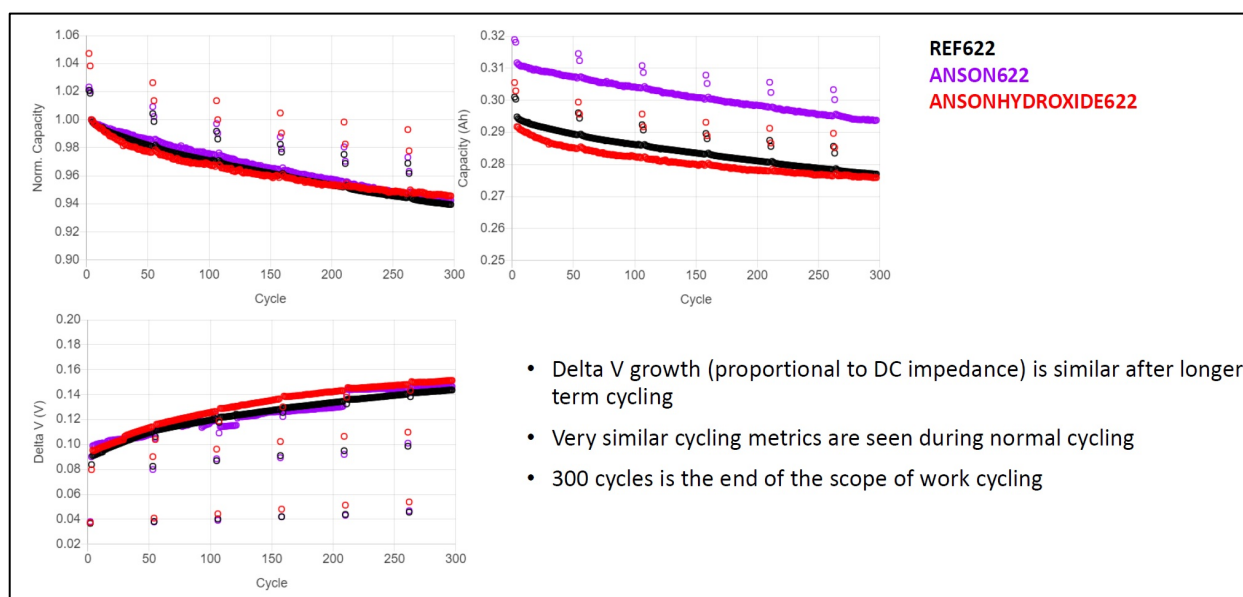 1.06
1.04
1.02
1.00
0.98
0.96
0.94
0.92
0.90
Norm. Capacity
0 50 100 150 200 250 300
Cycle
0.32
0.31
0.30
0.29
0.28
0.27
0.26
0.25
Capacity (Ah)
0 50 100 150 200 250 300
Cycle
REF622
ANSON622
ANSONHYDROXIDE622
0.20
0.18
0.16
0.14
0.12
0.10
0.08
0.06
0.04
0.02
Delta V (V)
0 50 100 150 200 250 300
Cycle
• Delta V growth (proportional to DC impedance) is similar after longer
term cycling
• Very similar cycling metrics are seen during normal cycling
• 300 cycles is the end of the scope of work cycling